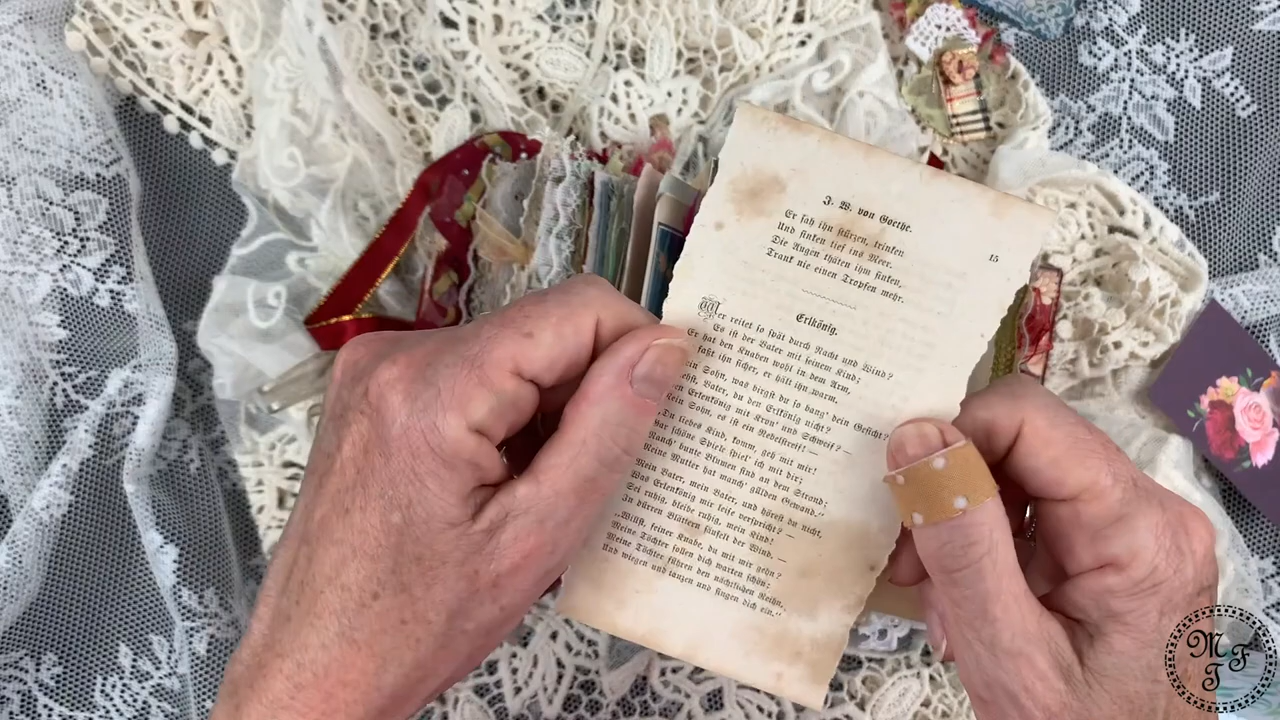 J. W. von Goethe.
15
Er sah ihn stürzen, trinken
Und sinken tief ins Meer.
Die Augen thäten ihm sinken,
Trank nie einen Tropfen mehr.
Erlkönig.
Wer reitet so spät durch Nacht und Wind?
Es ist der Vater mit seinem Kind;
Er hat den Knaben wohl in dem Arm,
faßt ihn sicher, er hält ihn warm.
Sohn, was birgst du so bang' dein Gesicht?
Vater, du den Erlkönig nicht?
Erlenkönig mit Kron' und Schweif? —
Mein Sohn, es ist ein Nebelstreif! —
„Du liebes Kind, komm, geh mit mir!
Gar schöne Spiele spiel' ich mit dir;
Manch' bunte Blumen sind an dem Strand;
Meine Mutter hat manch' gülden Gewand.“
Mein Vater, mein Vater, und hörest du nicht,
Was Erlenkönig mir leise verspricht? —
Sei ruhig, bleibe ruhig, mein Kind!
In dürren Blättern säuselt der Wind. —
„Willst, feiner Knabe, du mit mir gehn?
Meine Töchter sollen dich warten schön;
Meine Töchter führen den nächtlichen Reihn,
Und wiegen und tanzen und singen dich ein.“
MFJ